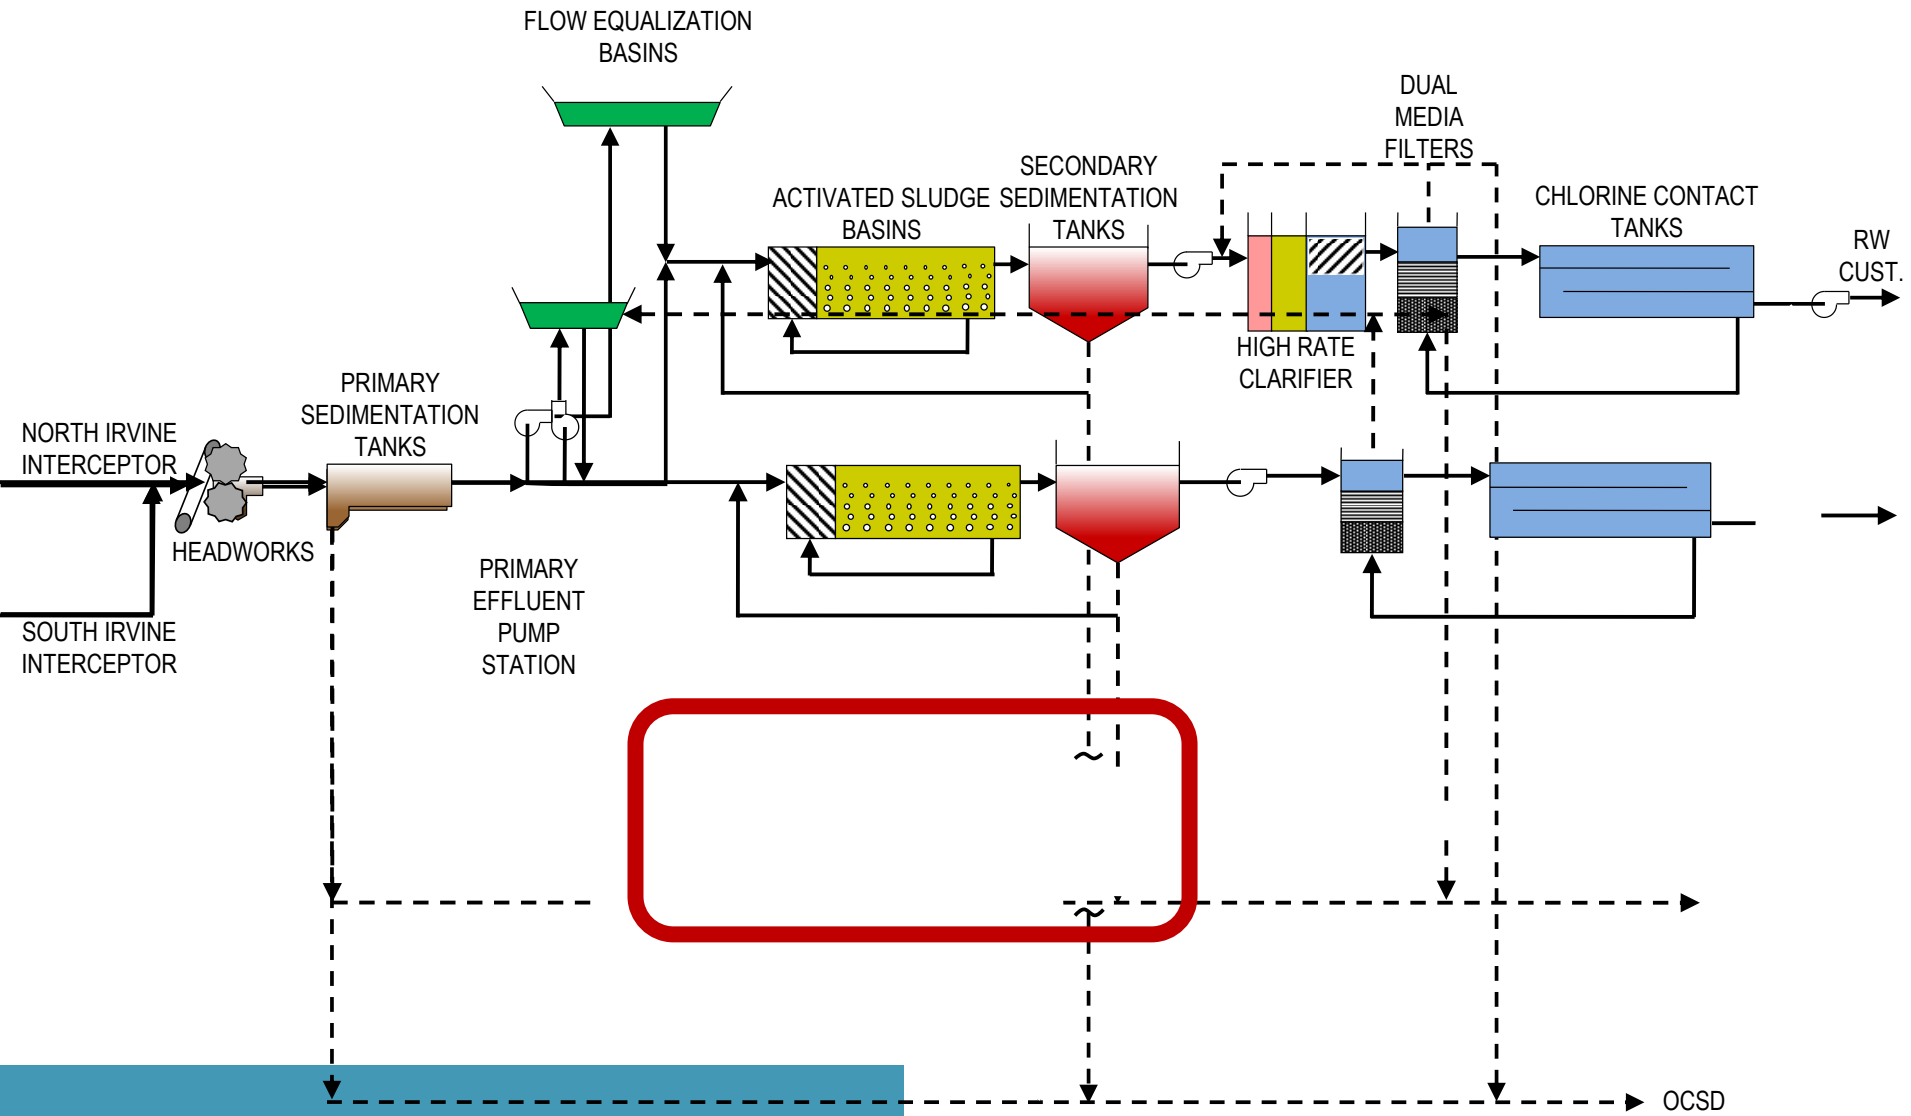 FLOW EQUALIZATION
BASINS
DUAL
MEDIA
FILTERS
SECONDARY
SEDIMENTATION
TANKS
ACTIVATED SLUDGE
BASINS
CHLORINE CONTACT
TANKS
RW
CUST.
HIGH RATE
CLARIFIER
PRIMARY
SEDIMENTATION
TANKS
NORTH IRVINE
INTERCEPTOR
HEADWORKS
PRIMARY
EFFLUENT
PUMP
STATION
SOUTH IRVINE
INTERCEPTOR
OCSD